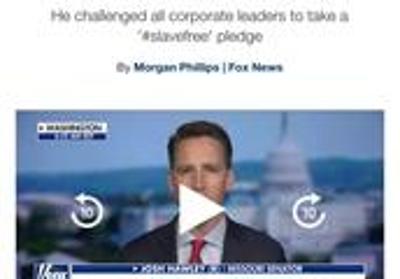 He challenged all corporate leaders to take a
'#slavefree' pledge
By Morgan Phillips | Fox News
WASHINGTON
10
10
JOSH HAWLEY (R) | MISSOURI SENATOR
FOX